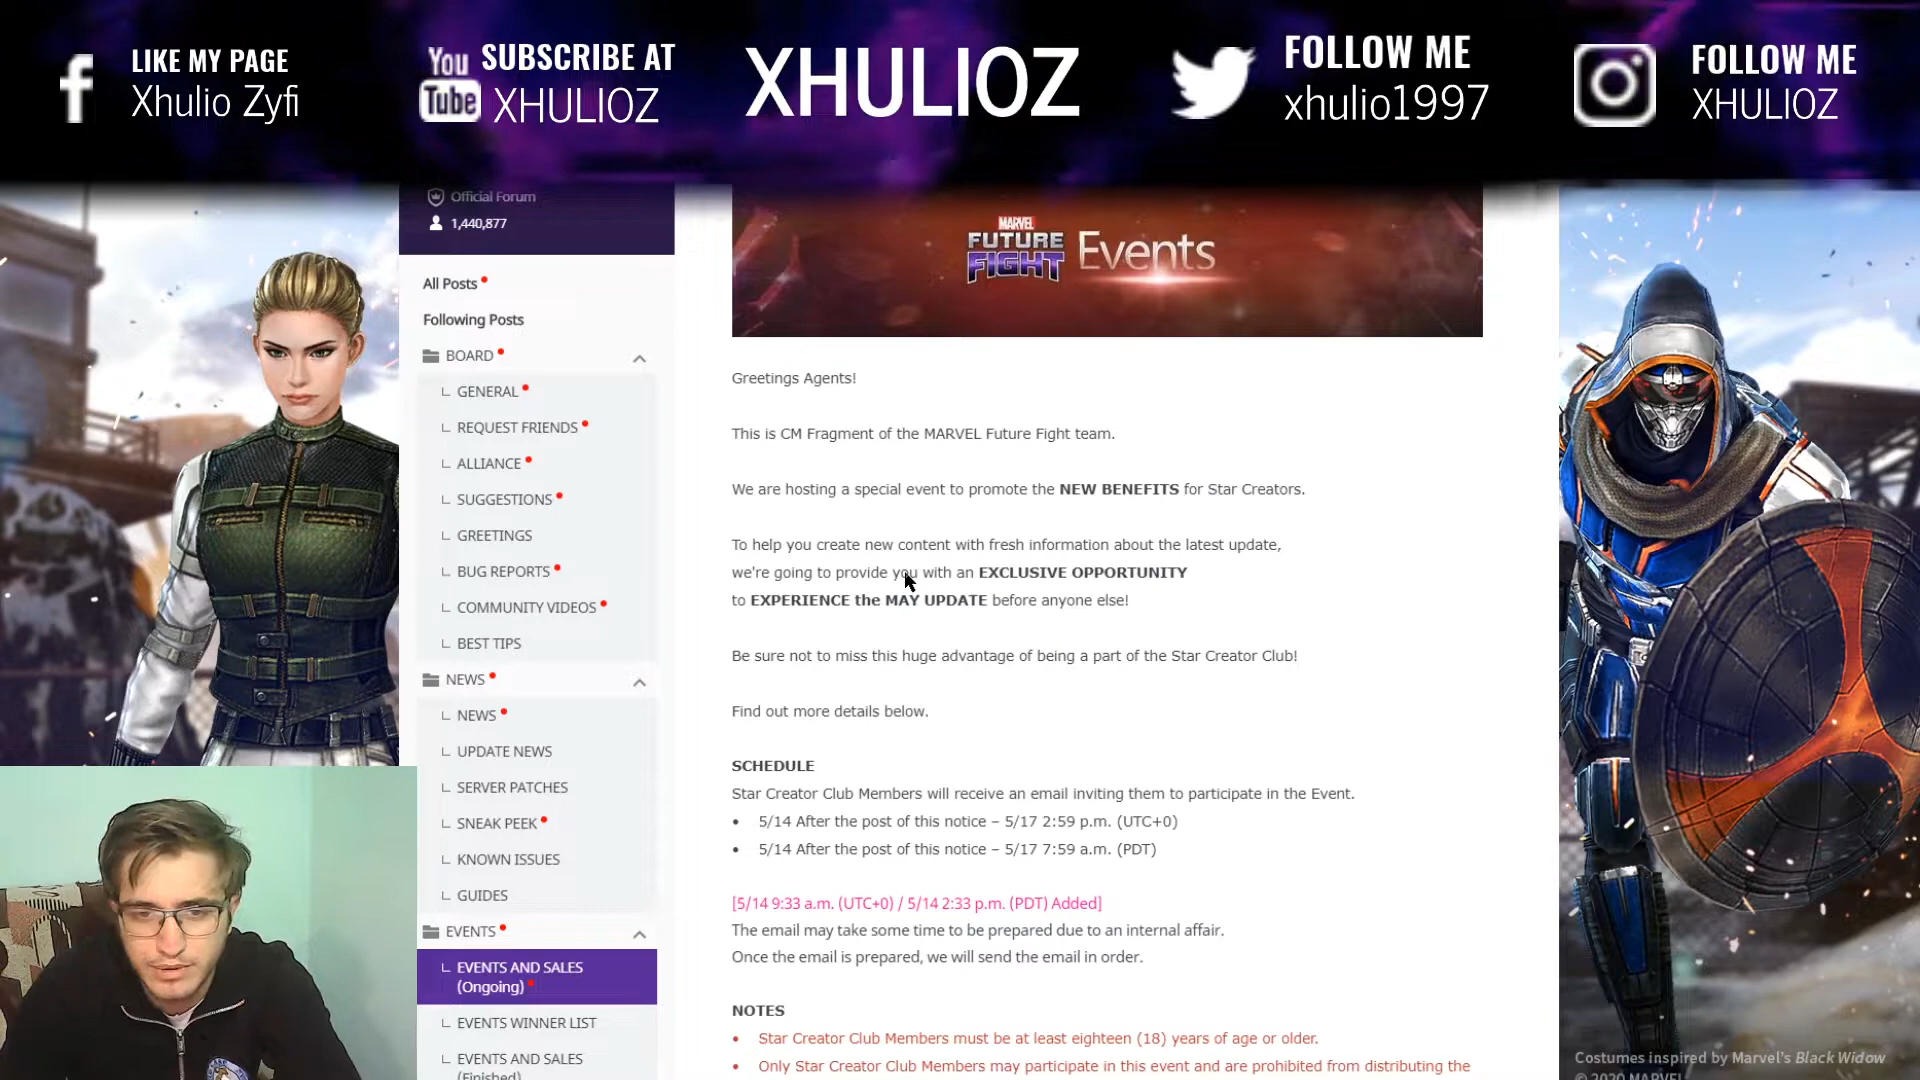 LIKE MY PAGE
Xhulio Zyfi
You
Tube
SUBSCRIBE AT
XHULIOZ
XHULIOZ
FOLLOW ME
xhulio1997
FOLLOW ME
XHULIOZ
Official Forum
1,440,877
All Posts
Following Posts
BOARD
GENERAL
REQUEST FRIENDS
ALLIANCE
SUGGESTIONS
GREETINGS
BUG REPORTS
COMMUNITY VIDEOS
BEST TIPS
NEWS
NEWS
UPDATE NEWS
SERVER PATCHES
SNEAK PEEK
KNOWN ISSUES
GUIDES
EVENTS
EVENTS AND SALES
(Ongoing)
EVENTS WINNER LIST
EVENTS AND SALES
(Finished)
MARVEL
FUTURE
FIGHT
Events
Greetings Agents!
This is CM Fragment of the MARVEL Future Fight team.
We are hosting a special event to promote the NEW BENEFITS for Star Creators.
To help you create new content with fresh information about the latest update,
we're going to provide you with an EXCLUSIVE OPPORTUNITY
to EXPERIENCE the MAY UPDATE before anyone else!
Be sure not to miss this huge advantage of being a part of the Star Creator Club!
Find out more details below.
SCHEDULE
Star Creator Club Members will receive an email inviting them to participate in the Event.
• 5/14 After the post of this notice – 5/17 2:59 p.m. (UTC+0)
• 5/14 After the post of this notice – 5/17 7:59 a.m. (PDT)
[5/14 9:33 a.m. (UTC+0) / 5/14 2:33 p.m. (PDT) Added]
The email may take some time to be prepared due to an internal affair.
Once the email is prepared, we will send the email in order.
NOTES
• Star Creator Club Members must be at least eighteen (18) years of age or older.
• Only Star Creator Club Members may participate in this event and are prohibited from distributing the
Costumes inspired by Marvel's Black Widow
© 2020 MARVEL